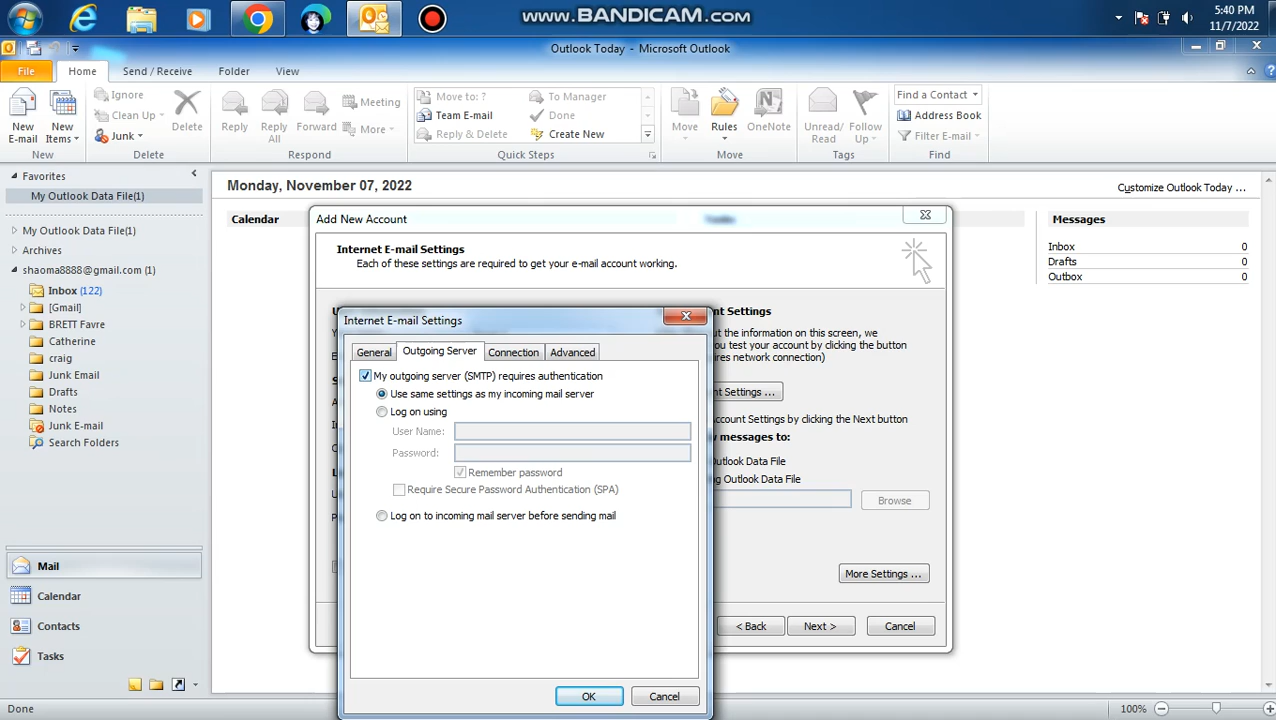 www.BANDICAM.com
5:40 PM
11/7/2022
Outlook Today - Microsoft Outlook
File
Home
Send / Receive
Folder
View
New E-mail
New Items
New
Ignore
Clean Up
Junk
Delete
Delete
Reply
Reply All
Forward
Meeting
More
Respond
Move to: ?
Team E-mail
Reply & Delete
To Manager
Done
Create New
Quick Steps
Move
Rules
OneNote
Move
Unread/ Read
Follow Up
Tags
Find a Contact
Address Book
Filter E-mail
Find
Favorites
My Outlook Data File(1)
My Outlook Data File(1)
Archives
shaoma8888@gmail.com (1)
Inbox (122)
[Gmail]
BRETT Favre
Catherine
craig
Junk Email
Drafts
Notes
Junk E-mail
Search Folders
Mail
Calendar
Contacts
Tasks
Monday, November 07, 2022
Customize Outlook Today ...
Calendar
Messages
Inbox 0
Drafts 0
Outbox 0
Add New Account
Internet E-mail Settings
Each of these settings are required to get your e-mail account working.
nt Settings
ut the information on this screen, we
you test your account by clicking the button
ires network connection)
nt Settings ...
Account Settings by clicking the Next button
messages to:
Outlook Data File
ng Outlook Data File
Browse
More Settings ...
< Back
Next >
Cancel
Internet E-mail Settings
General
Outgoing Server
Connection
Advanced
My outgoing server (SMTP) requires authentication
Use same settings as my incoming mail server
Log on using
User Name:
Password:
Remember password
Require Secure Password Authentication (SPA)
Log on to incoming mail server before sending mail
OK
Cancel
Done
100%